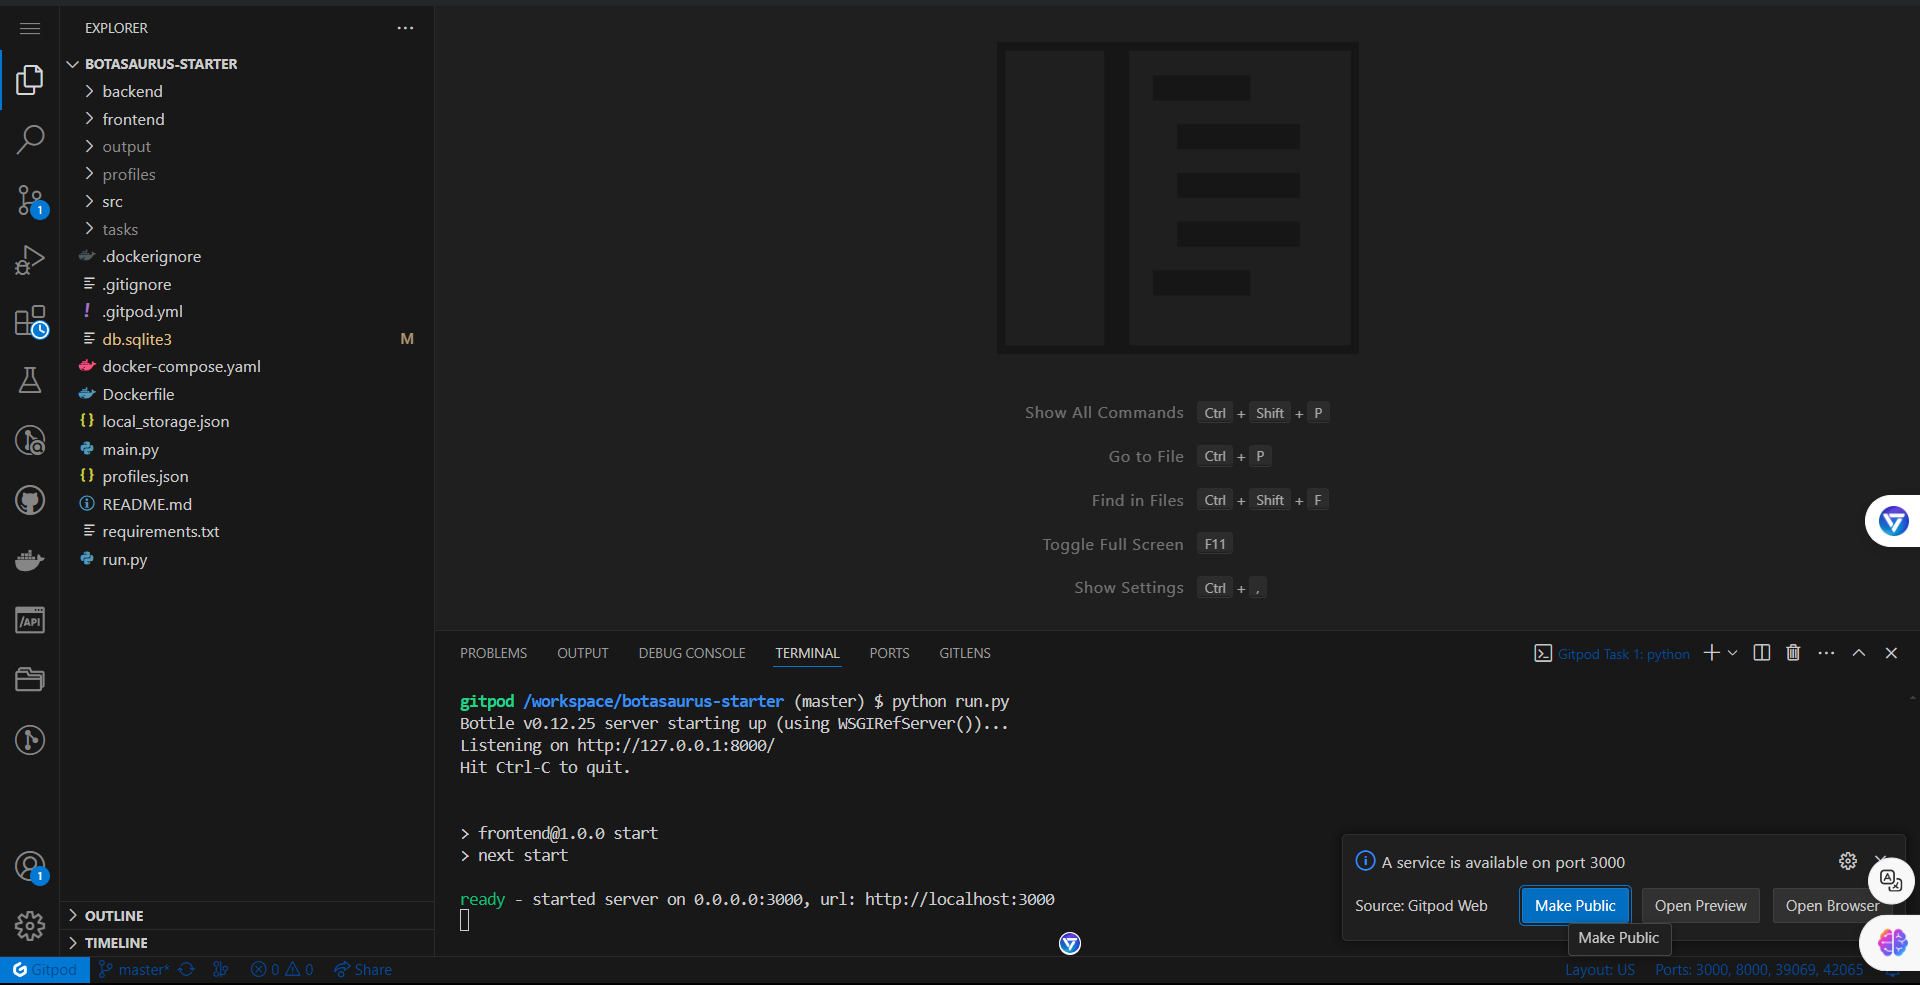 EXPLORER
BOTASAURUS-STARTER
backend
frontend
output
profiles
src
tasks
.dockerignore
.gitignore
.gitpod.yml
db.sqlite3 M
docker-compose.yaml
Dockerfile
local_storage.json
main.py
profiles.json
README.md
requirements.txt
run.py
OUTLINE
TIMELINE
1
/API
1
Show All Commands Ctrl + Shift + P
Go to File Ctrl + P
Find in Files Ctrl + Shift + F
Toggle Full Screen F11
Show Settings Ctrl + ,
PROBLEMS OUTPUT DEBUG CONSOLE TERMINAL PORTS GITLENS
Gitpod Task 1: python
gitpod /workspace/botasaurus-starter (master) $ python run.py
Bottle v0.12.25 server starting up (using WSGIRefServer())...
Listening on http://127.0.0.1:8000/
Hit Ctrl-C to quit.
> frontend@1.0.0 start
> next start
ready - started server on 0.0.0.0:3000, url: http://localhost:3000
A service is available on port 3000
Source: Gitpod Web
Make Public
Open Preview
Open Browser
Make Public
Gitpod master* 0 0 Share
Layout: US Ports: 3000, 8000, 39069, 42065